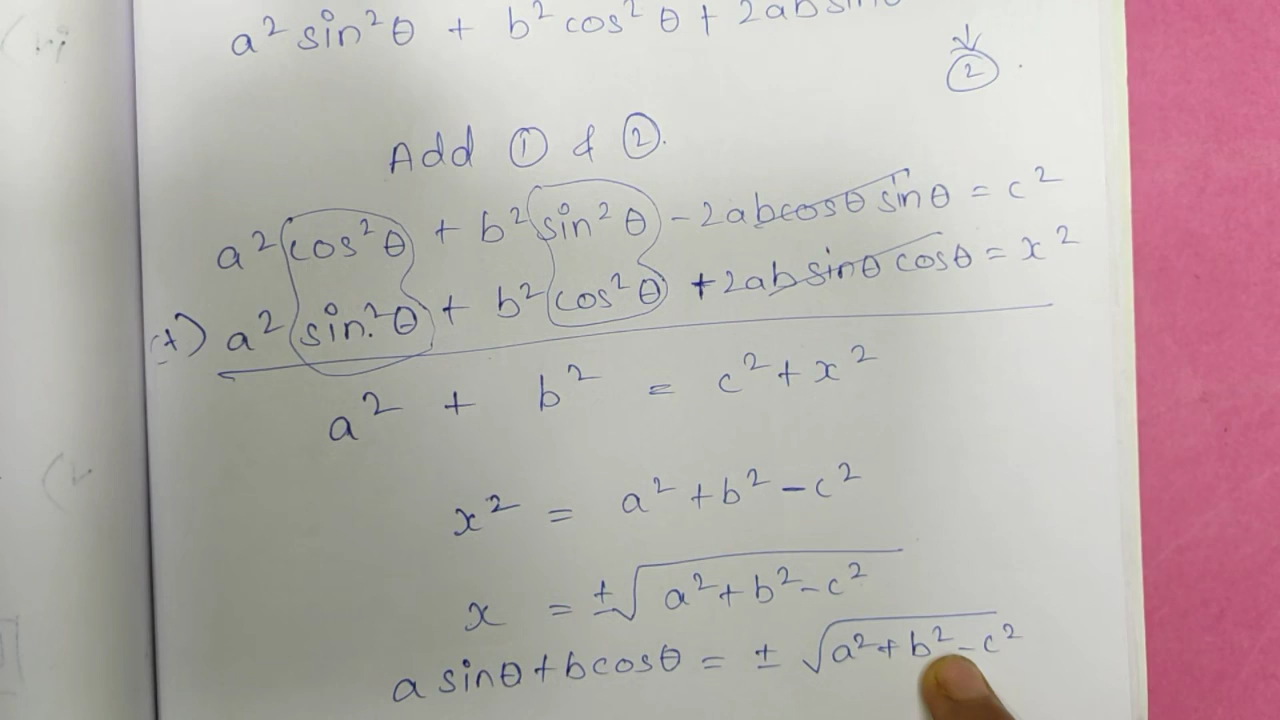 a² sin²θ + b² cos² θ + 2ab
↓
②
Add ① & ②.
a² cos²θ + b² sin² θ - 2ab cosθ sinθ = c²
(+) a² sin²θ + b² cos²θ + 2ab sinθ cosθ = x²
a² + b² = c² + x²
x² = a² + b² - c²
x = ±√a² + b² - c²
a sinθ + b cosθ = ± √a² + b² - c²